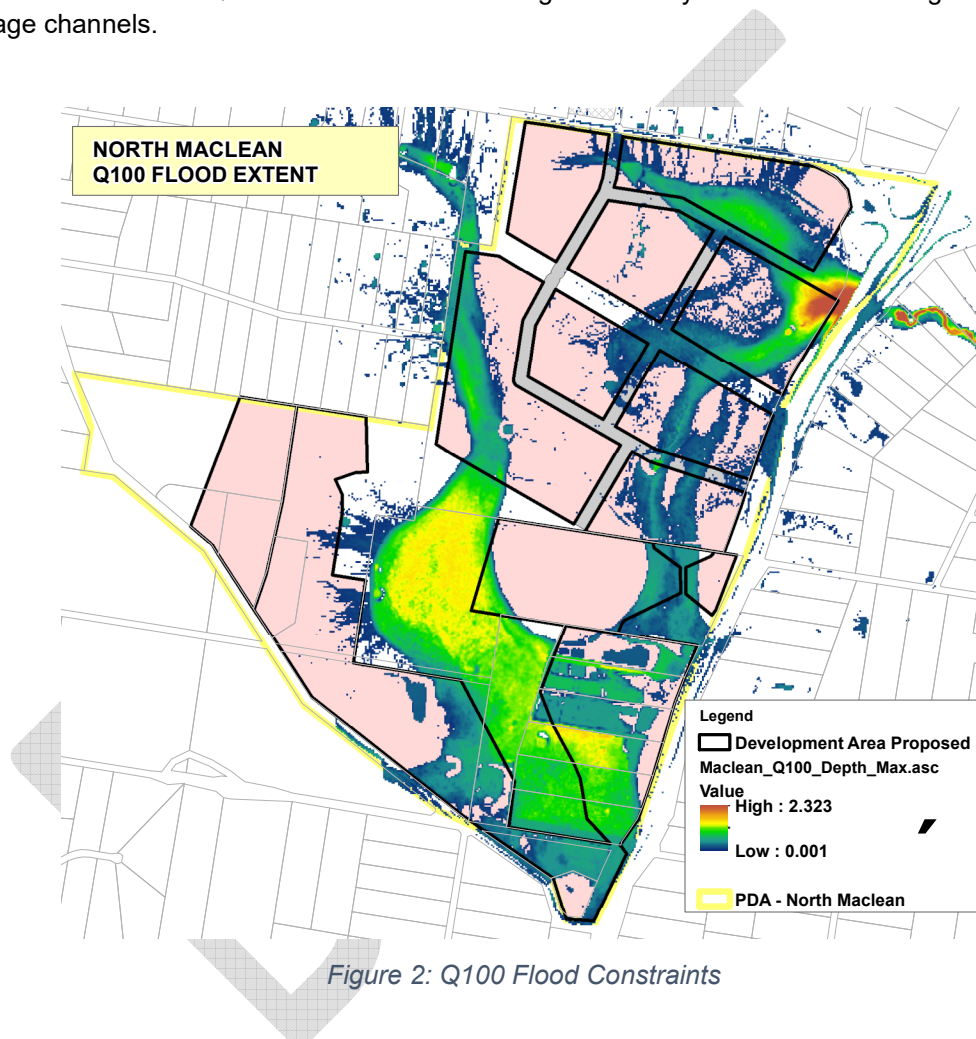 age channels.
NORTH MACLEAN
Q100 FLOOD EXTENT
Legend
Development Area Proposed
Maclean_Q100_Depth_Max.asc
Value
High : 2.323
Low : 0.001
PDA - North Maclean
Figure 2: Q100 Flood Constraints